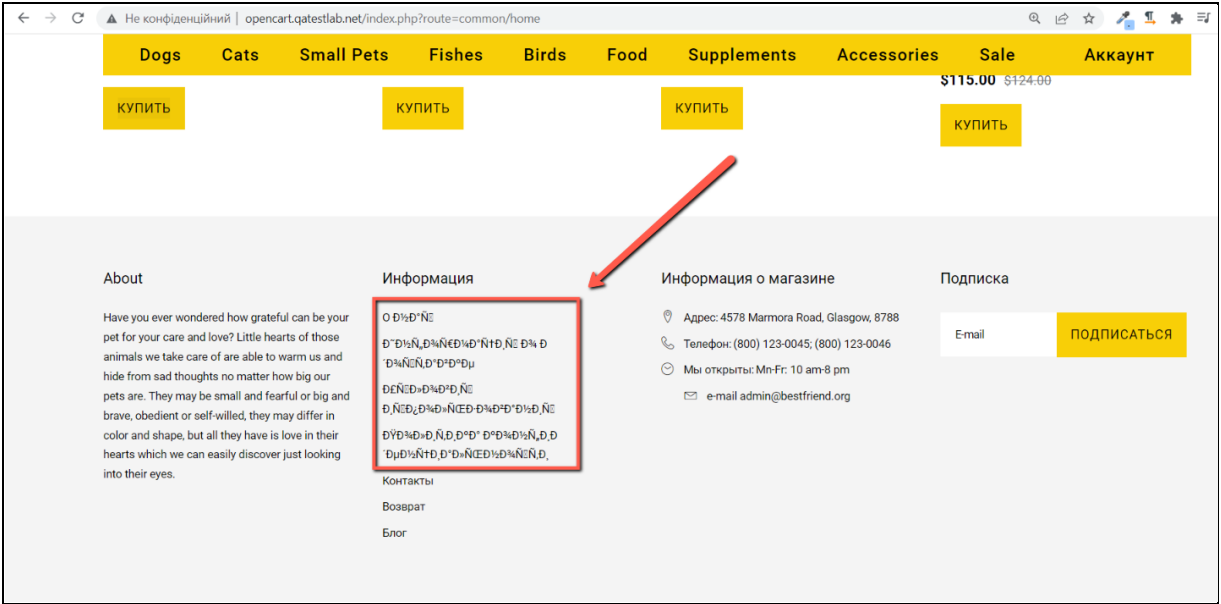 Не конфіденційний | opencart.qatestlab.net/index.php?route=common/home
Dogs Cats Small Pets Fishes Birds Food Supplements Accessories Sale Аккаунт
$115.00 $124.00
КУПИТЬ КУПИТЬ КУПИТЬ
КУПИТЬ
About
Have you ever wondered how grateful can be your
pet for your care and love? Little hearts of those
animals we take care of are able to warm us and
hide from sad thoughts no matter how big our
pets are. They may be small and fearful or big and
brave, obedient or self-willed, they may differ in
color and shape, but all they have is love in their
hearts which we can easily discover just looking
into their eyes.
Информация
Контакты
Возврат
Блог
Информация о магазине
Адрес: 4578 Marmora Road, Glasgow, 8788
Телефон: (800) 123-0045; (800) 123-0046
Мы открыты: Mn-Fr: 10 am-8 pm
e-mail admin@bestfriend.org
Подписка
E-mail ПОДПИСАТЬСЯ